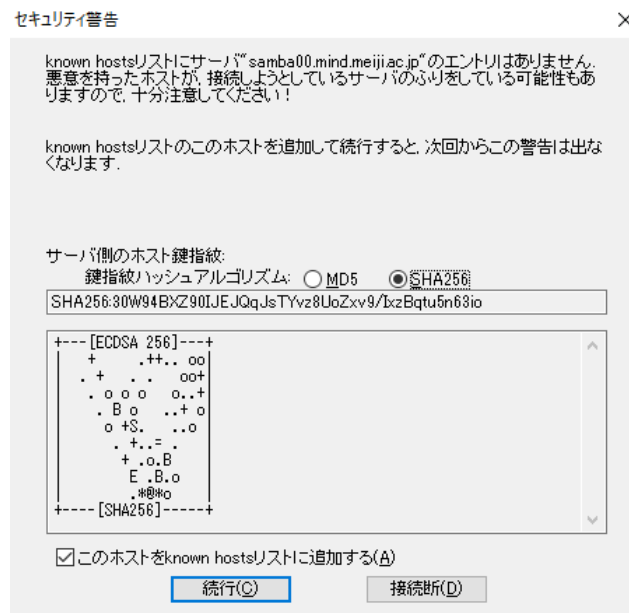 セキュリティ警告
known hostsリストにサーバ"samba00.mind.meiji.ac.jp"のエントリはありません.
悪意を持ったホストが, 接続しようとしているサーバのふりをしている可能性もあ
りますので, 十分注意してください！
known hostsリストのこのホストを追加して続行すると, 次回からこの警告は出な
くなります.
サーバ側のホスト鍵指紋:
鍵指紋ハッシュアルゴリズム: MD5 SHA256
SHA256:30W94BXZ90IJEJQqJsTYvz8UoZxv9/IxzBqtu5n63io
+---[ECDSA 256]---+
|    +     .++.. oo|
|   . +   . .   oo+|
|    . o o o   o..+|
|     . B o   ..+ o|
|      o +S.   ..o |
|       . +..= .   |
|        + .o.B    |
|         E .B.o   |
|         .*@*o    |
+----[SHA256]-----+
このホストをknown hostsリストに追加する(A)
続行(C) 接続断(D)